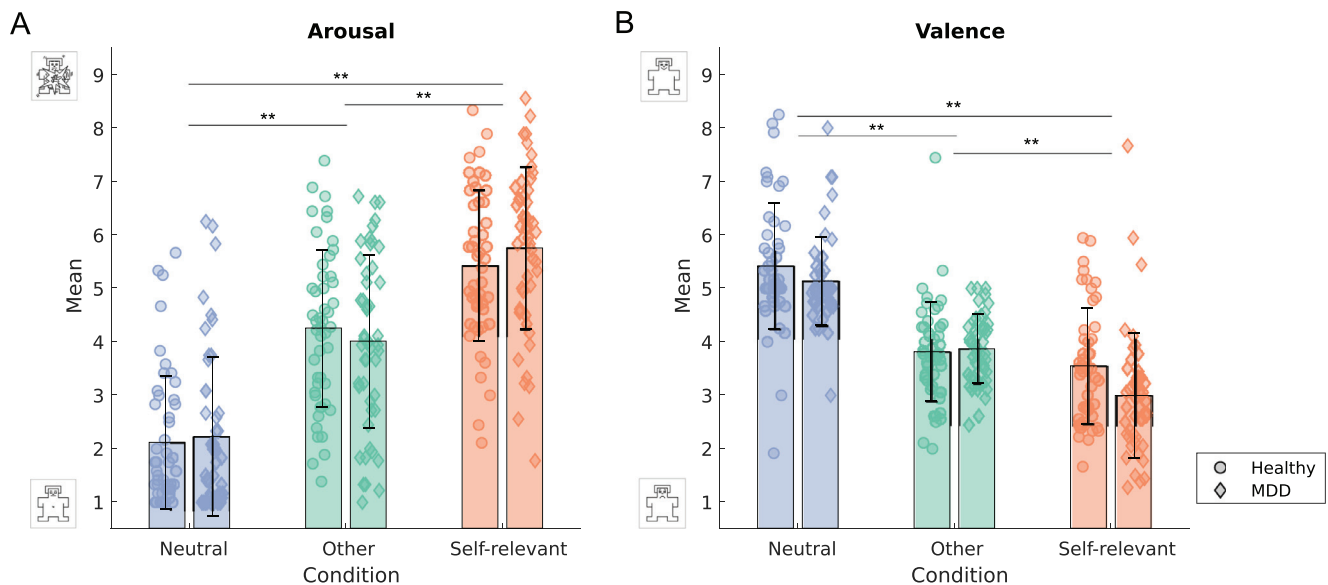 A
Arousal
9
8
7
6
5
4
3
2
1
Mean
**
**
**
Neutral
Other
Self-relevant
Condition
B
Valence
9
8
7
6
5
4
3
2
1
Mean
**
**
**
Neutral
Other
Self-relevant
Condition
Healthy
MDD